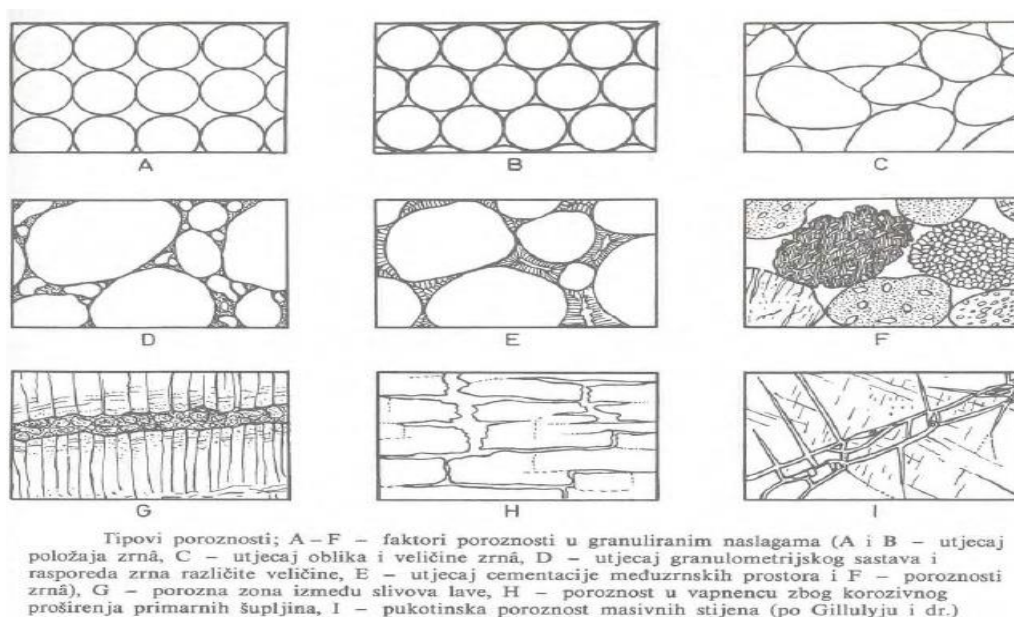 A
B
C
D
E
F
G
H
I
Tipovi poroznosti; A – F – faktori poroznosti u granuliranim naslagama (A i B – utjecaj
položaja zrnâ, C – utjecaj oblika i veličine zrnâ, D – utjecaj granulometrijskog sastava i
rasporeda zrna različite veličine, E – utjecaj cementacije međuzrnskih prostora i F – poroznosti
zrnâ), G – porozna zona između slivova lave, H – poroznost u vapnencu zbog korozivnog
proširenja primarnih šupljina, I – pukotinska poroznost masivnih stijena (po Gillulyju i dr.)